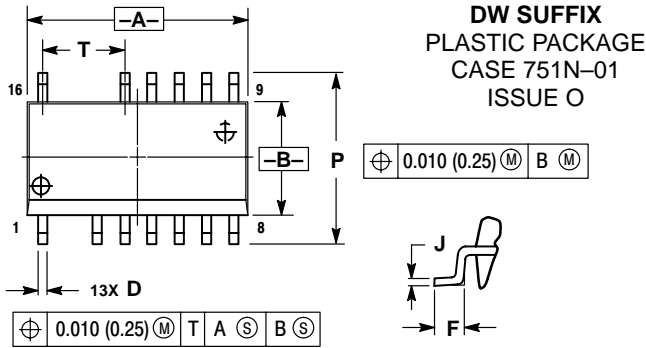 –A–
T
DW SUFFIX
PLASTIC PACKAGE
CASE 751N–01
ISSUE O
16
9
–B–
P
⌖ 0.010 (0.25) Ⓜ B Ⓜ
1
8
J
13X D
F
⌖ 0.010 (0.25) Ⓜ T A Ⓢ B Ⓢ